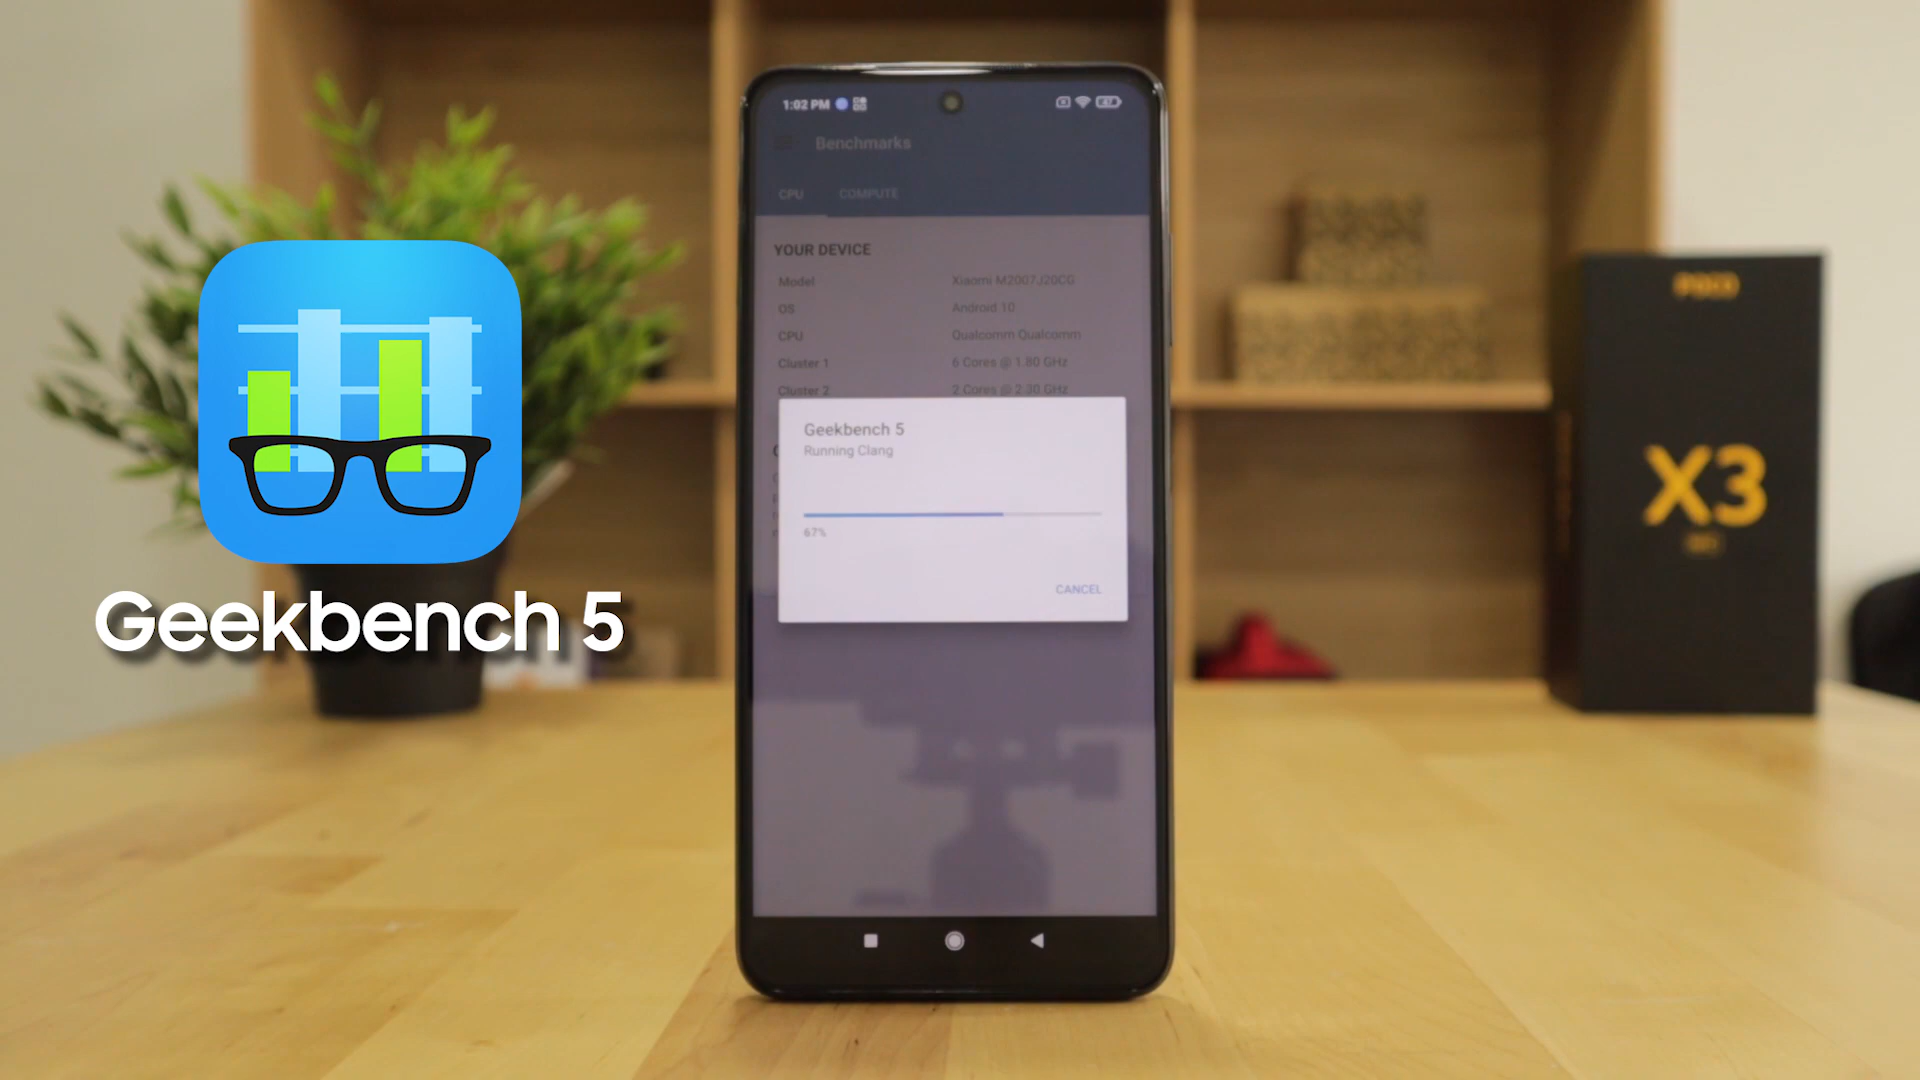 1:02 PM
47
Benchmarks
CPU COMPUTE
YOUR DEVICE
Model Xiaomi M2007J20CG
OS Android 10
CPU Qualcomm Qualcomm
Cluster 1 6 Cores @ 1.80 GHz
Cluster 2 2 Cores @ 2.30 GHz
Geekbench 5
Running Clang
67%
CANCEL
Geekbench 5
POCO
X3
NFC